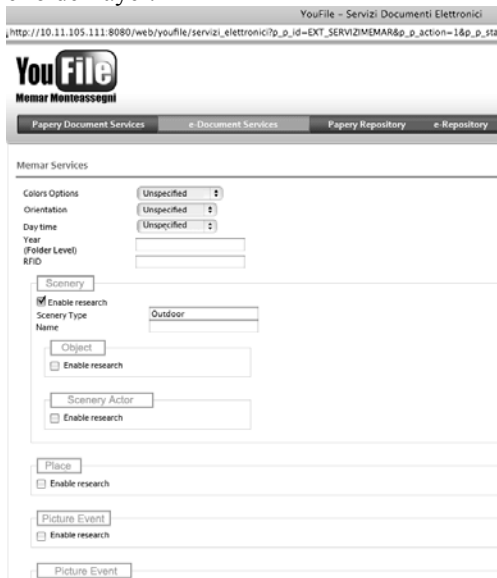 YouFile – Servizi Documenti Elettronici
http://10.11.105.111:8080/web/youfile/servizi_elettronici?p_p_id=EXT_SERVIZIMEMAR&p_p_action=1&p_p_sta
You File
Memar Monteassegni
Papery Document Services e-Document Services Papery Repository e-Repository
Memar Services
Colors Options Unspecified
Orientation Unspecified
Day time Unspecified
Year
(Folder Level)
RFID
Scenery
Enable research
Scenery Type Outdoor
Name
Object
Enable research
Scenery Actor
Enable research
Place
Enable research
Picture Event
Enable research
Picture Event